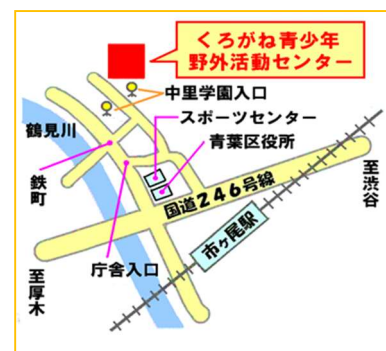 くろがね青少年
野外活動センター
中里学園入口
スポーツセンター
鶴見川
青葉区役所
鉄町
国道246号線
至渋谷
市ヶ尾駅
庁舎入口
至厚木